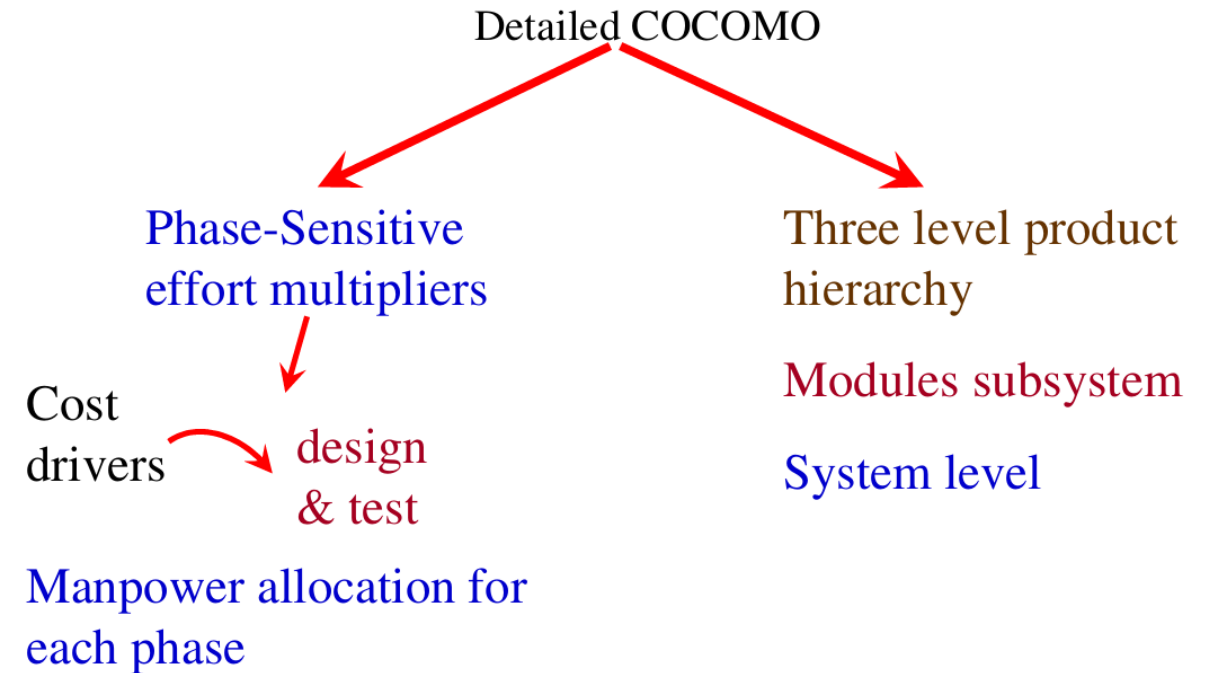 Detailed COCOMO
Phase-Sensitive
effort multipliers
Cost
drivers
design
& test
Manpower allocation for
each phase
Three level product
hierarchy
Modules subsystem
System level